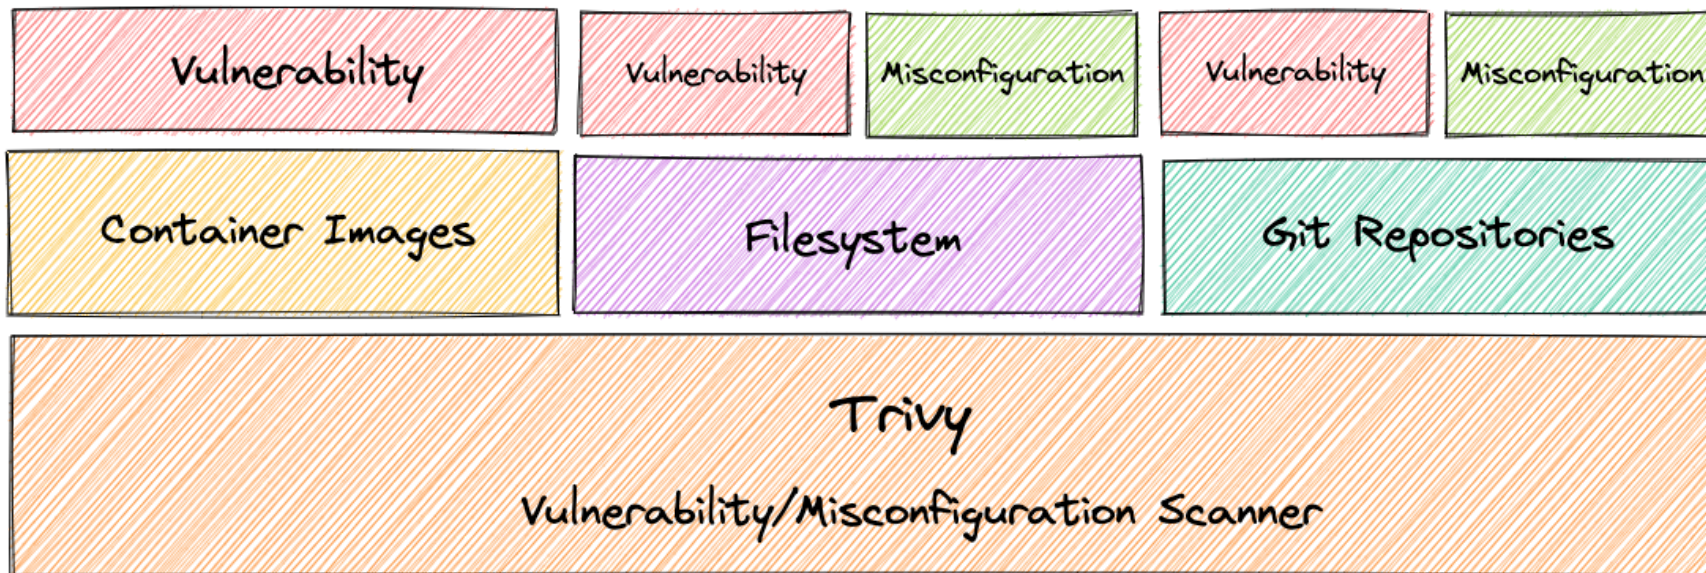 Vulnerability
Vulnerability
Misconfiguration
Vulnerability
Misconfiguration
Container Images
Filesystem
Git Repositories
Trivy
Vulnerability/Misconfiguration Scanner